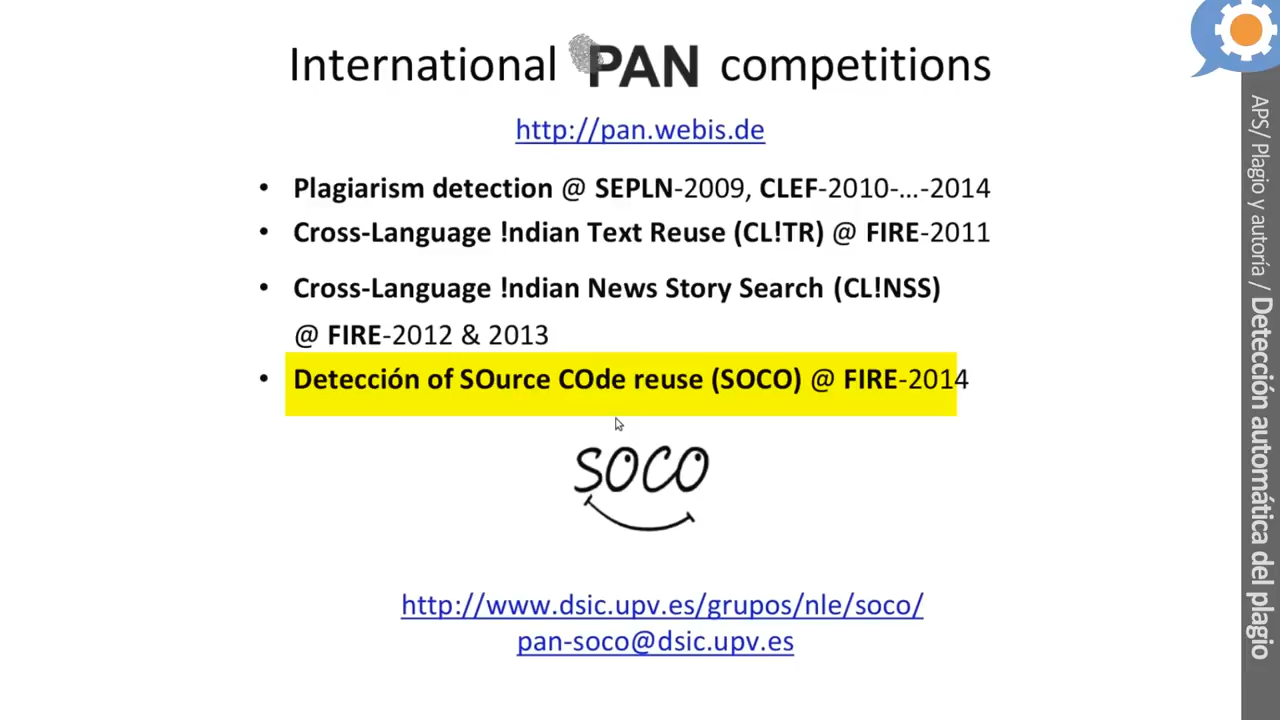 International PAN competitions
http://pan.webis.de
• Plagiarism detection @ SEPLN-2009, CLEF-2010-...-2014
• Cross-Language !ndian Text Reuse (CL!TR) @ FIRE-2011
• Cross-Language !ndian News Story Search (CL!NSS)
@ FIRE-2012 & 2013
• Detección of SOurce COde reuse (SOCO) @ FIRE-2014
SOCO
http://www.dsic.upv.es/grupos/nle/soco/
pan-soco@dsic.upv.es
APS/ Plagio y autoría / Detección automática del plagio